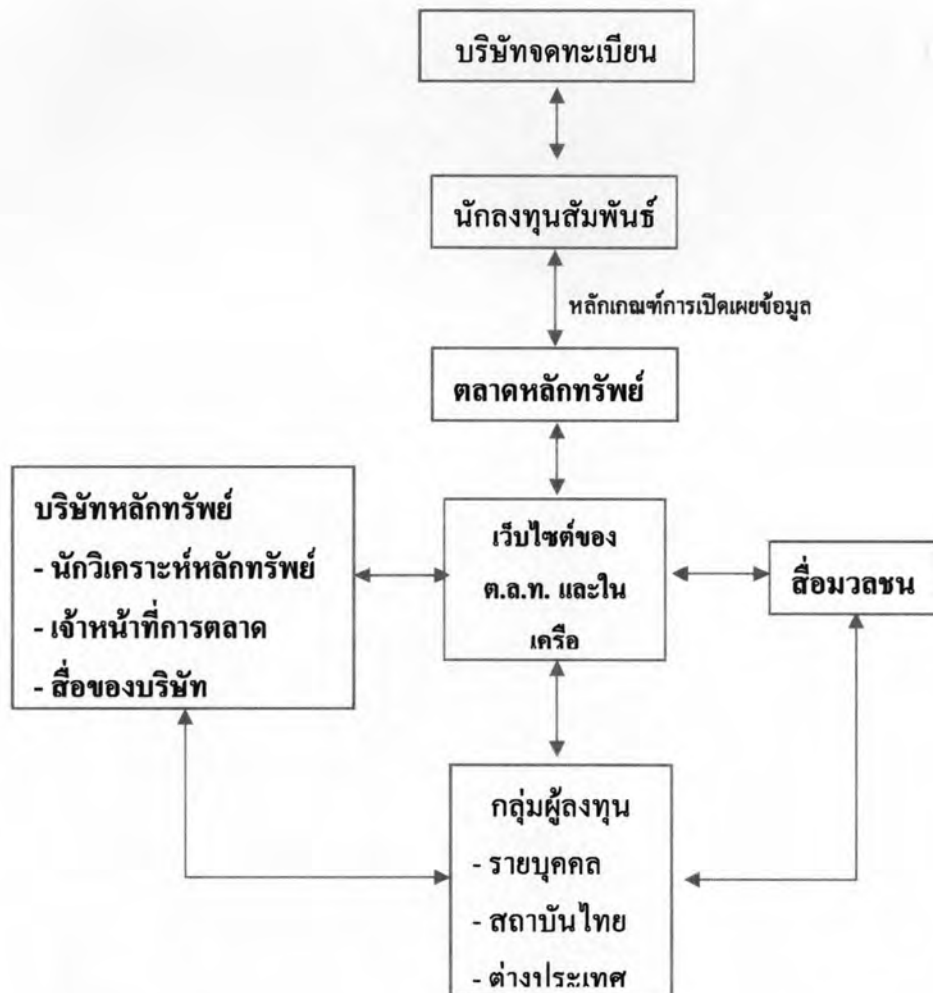 บริษัทจดทะเบียน
นักลงทุนสัมพันธ์
หลักเกณฑ์การเปิดเผยข้อมูล
ตลาดหลักทรัพย์
บริษัทหลักทรัพย์
- นักวิเคราะห์หลักทรัพย์
- เจ้าหน้าที่การตลาด
- สื่อของบริษัท
เว็บไซต์ของ
ต.ล.ท. และใน
เครือ
สื่อมวลชน
กลุ่มผู้ลงทุน
- รายบุคคล
- สถาบันไทย
- ต่างประเทศ